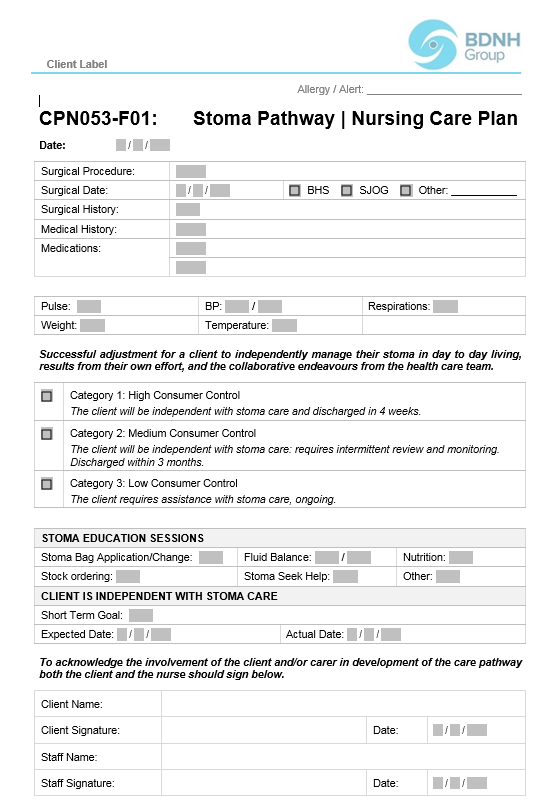 BDNH
Group
Client Label
Allergy / Alert: _______________
CPN053-F01: Stoma Pathway | Nursing Care Plan
Date: / /
Surgical Procedure:
Surgical Date: / / BHS SJOG Other: ___________
Surgical History:
Medical History:
Medications:
Pulse: BP: / Respirations:
Weight: Temperature:
Successful adjustment for a client to independently manage their stoma in day to day living,
results from their own effort, and the collaborative endeavours from the health care team.
Category 1: High Consumer Control
The client will be independent with stoma care and discharged in 4 weeks.
Category 2: Medium Consumer Control
The client will be independent with stoma care: requires intermittent review and monitoring.
Discharged within 3 months.
Category 3: Low Consumer Control
The client requires assistance with stoma care, ongoing.
STOMA EDUCATION SESSIONS
Stoma Bag Application/Change: Fluid Balance: / Nutrition:
Stock ordering: Stoma Seek Help: Other:
CLIENT IS INDEPENDENT WITH STOMA CARE
Short Term Goal:
Expected Date: / / Actual Date: / /
To acknowledge the involvement of the client and/or carer in development of the care pathway
both the client and the nurse should sign below.
Client Name:
Client Signature: Date: / /
Staff Name:
Staff Signature: Date: / /